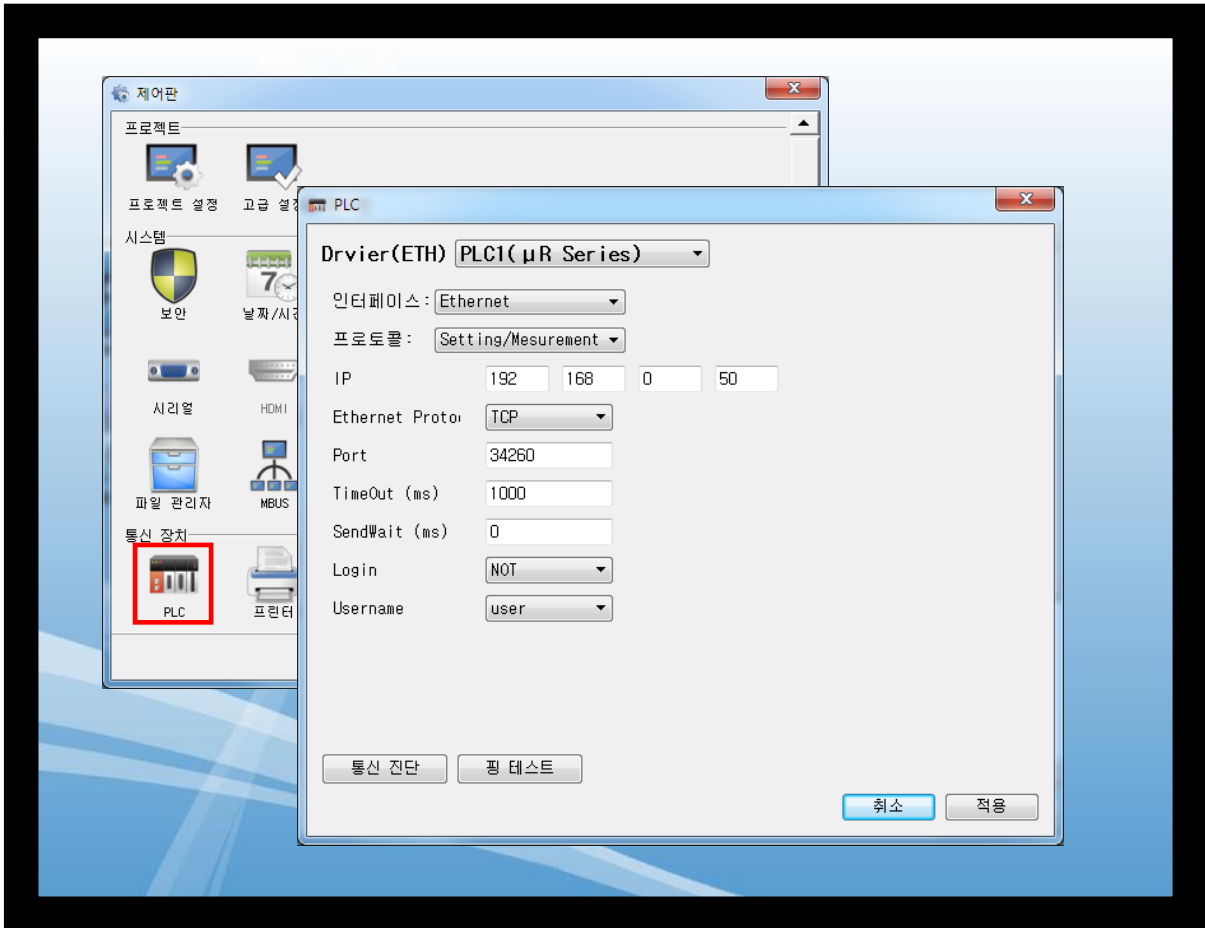 제어판
프로젝트
프로젝트 설정 고급 설정
시스템
보안 날짜/시간
시리얼 HDMI
파일 관리자 MBUS
통신 장치
PLC 프린터
PLC
Drvier(ETH) PLC1(μR Series)
인터페이스: Ethernet
프로토콜: Setting/Mesurement
IP 192 168 0 50
Ethernet Proto TCP
Port 34260
TimeOut (ms) 1000
SendWait (ms) 0
Login NOT
Username user
통신 진단 핑 테스트
취소 적용